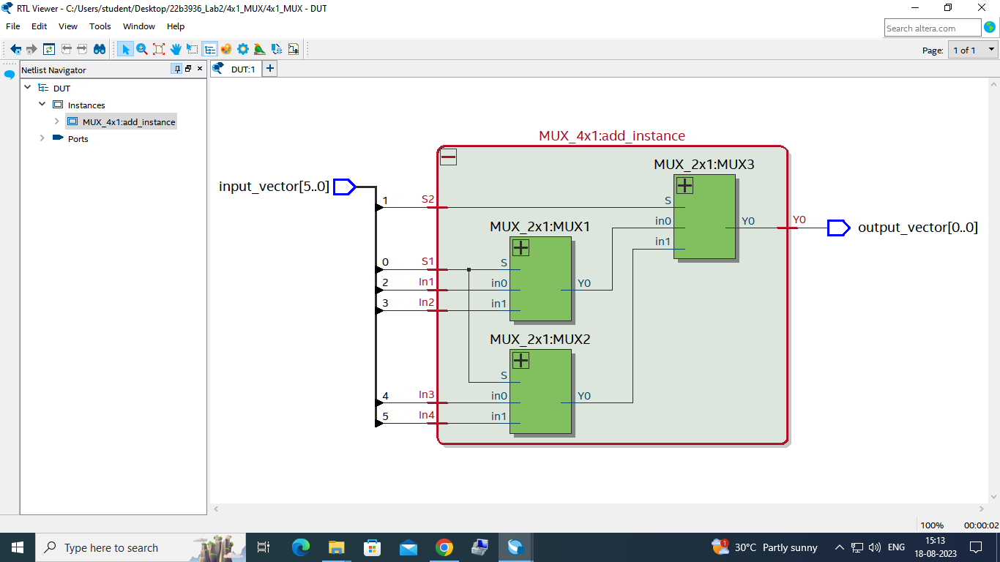 RTL Viewer - C:/Users/student/Desktop/22b3936_Lab2/4x1_MUX/4x1_MUX - DUT
File Edit View Tools Window Help
Search altera.com
Page: 1 of 1
Netlist Navigator
DUT:1
DUT
Instances
MUX_4x1:add_instance
Ports
MUX_4x1:add_instance
MUX_2x1:MUX3
input_vector[5..0]
1 S2 S
in0 Y0 Y0 output_vector[0..0]
in1
MUX_2x1:MUX1
0 S1 S
2 In1 in0 Y0
3 In2 in1
MUX_2x1:MUX2
S
4 In3 in0 Y0
5 In4 in1
100% 00:00:02
Type here to search
30°C Partly sunny
ENG
15:13
18-08-2023